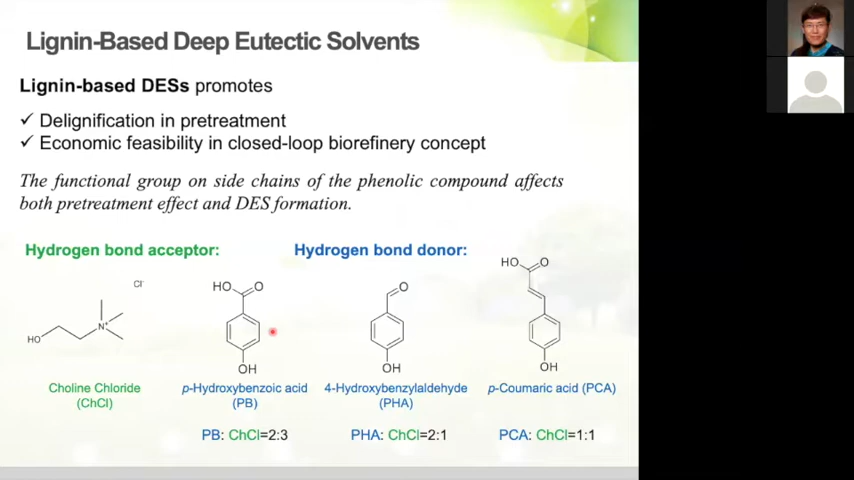 Lignin-Based Deep Eutectic Solvents
Lignin-based DESs promotes
✓ Delignification in pretreatment
✓ Economic feasibility in closed-loop biorefinery concept
The functional group on side chains of the phenolic compound affects
both pretreatment effect and DES formation.
Hydrogen bond acceptor:
Hydrogen bond donor:
Cl-
HO
N+
Choline Chloride
(ChCl)
HO O
OH
p-Hydroxybenzoic acid
(PB)
PB: ChCl=2:3
O
OH
4-Hydroxybenzylaldehyde
(PHA)
PHA: ChCl=2:1
HO O
OH
p-Coumaric acid (PCA)
PCA: ChCl=1:1